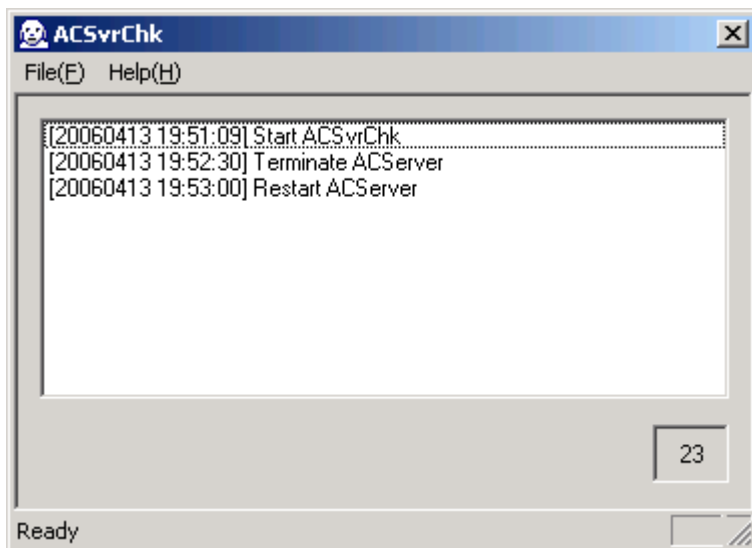 ACSvrChk
File(F) Help(H)
[20060413 19:51:09] Start ACSvrChk
[20060413 19:52:30] Terminate ACServer
[20060413 19:53:00] Restart ACServer
23
Ready